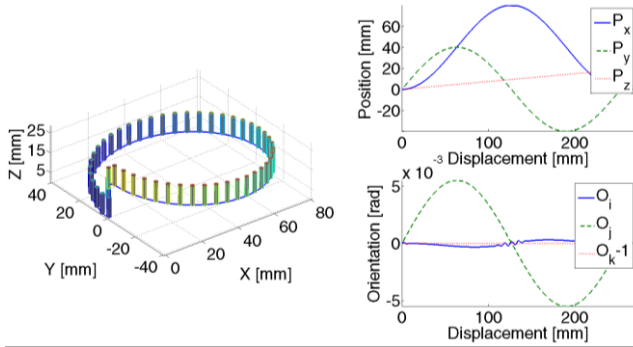 80
60
40
20
0
-20
Position [mm]
P_x
P_y
P_z
0
100
200
-3 Displacement [mm]
x 10
25
15
5
Z [mm]
40
20
0
-20
-40
Y [mm]
0
20
40
60
80
X [mm]
5
0
-5
Orientation [rad]
O_i
O_j
O_k-1
0
100
200
Displacement [mm]